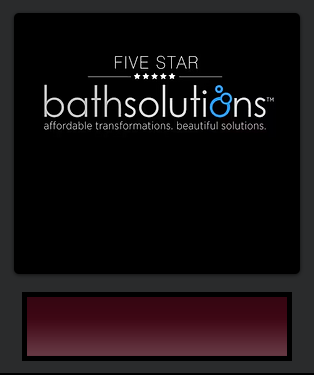 FIVE STAR
bathsolutions™
affordable transformations. beautiful solutions.